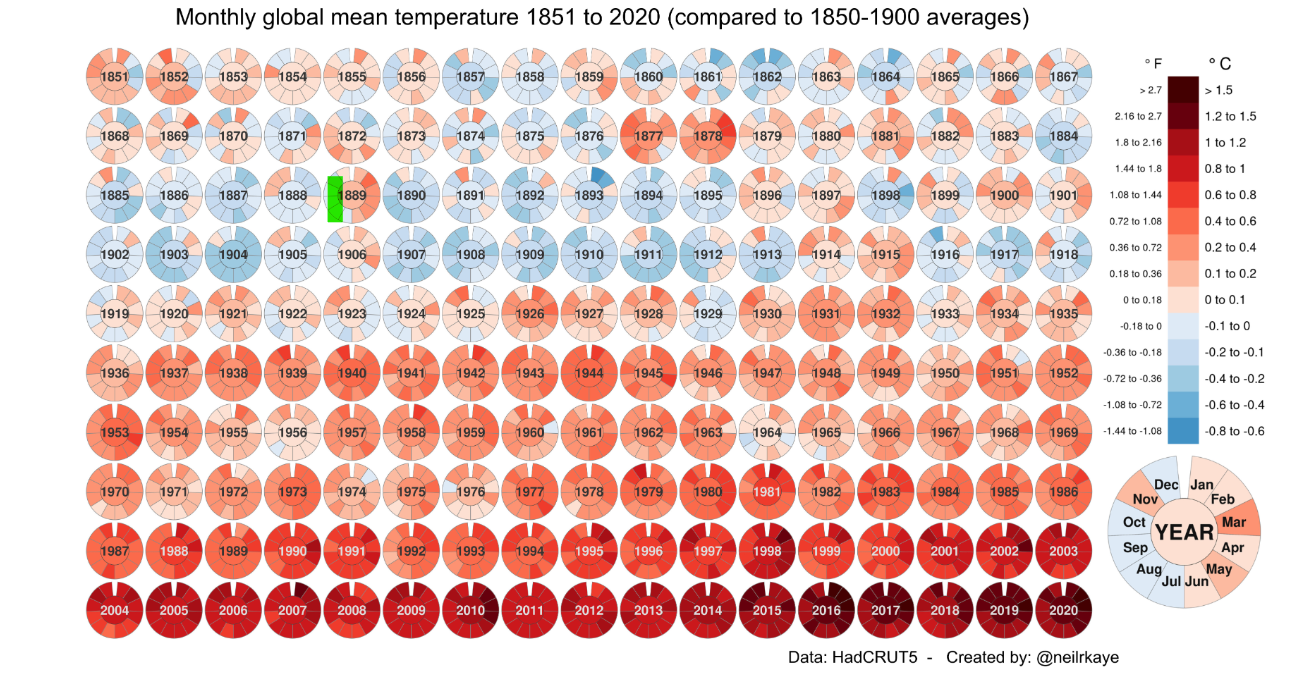 Monthly global mean temperature 1851 to 2020 (compared to 1850-1900 averages)
1851 1852 1853 1854 1855 1856 1857 1858 1859 1860 1861 1862 1863 1864 1865 1866 1867
1868 1869 1870 1871 1872 1873 1874 1875 1876 1877 1878 1879 1880 1881 1882 1883 1884
1885 1886 1887 1888 889 1890 1891 1892 1893 1894 1895 1896 1897 1898 1899 1900 1901
1902 1903 1904 1905 1906 1907 1908 1909 1910 1911 1912 1913 1914 1915 1916 1917 1918
1919 1920 1921 1922 1923 1924 1925 1926 1927 1928 1929 1930 1931 1932 1933 1934 1935
1936 1937 1938 1939 1940 1941 1942 1943 1944 1945 1946 1947 1948 1949 1950 1951 1952
1953 1954 1955 1956 1957 1958 1959 1960 1961 1962 1963 1964 1965 1966 1967 1968 1969
1970 1971 1972 1973 1974 1975 1976 1977 1978 1979 1980 1981 1982 1983 1984 1985 1986
1987 1988 1989 1990 1991 1992 1993 1994 1995 1996 1997 1998 1999 2000 2001 2002 2003
2004 2005 2006 2007 2008 2009 2010 2011 2012 2013 2014 2015 2016 2017 2018 2019 2020
° F ° C
> 2.7 > 1.5
2.16 to 2.7 1.2 to 1.5
1.8 to 2.16 1 to 1.2
1.44 to 1.8 0.8 to 1
1.08 to 1.44 0.6 to 0.8
0.72 to 1.08 0.4 to 0.6
0.36 to 0.72 0.2 to 0.4
0.18 to 0.36 0.1 to 0.2
0 to 0.18 0 to 0.1
-0.18 to 0 -0.1 to 0
-0.36 to -0.18 -0.2 to -0.1
-0.72 to -0.36 -0.4 to -0.2
-1.08 to -0.72 -0.6 to -0.4
-1.44 to -1.08 -0.8 to -0.6
Dec Jan
Nov Feb
Oct Mar
YEAR
Sep Apr
Aug May
Jul Jun
Data: HadCRUT5 - Created by: @neilrkaye